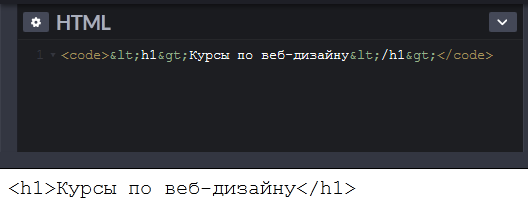 HTML
1 <code>&lt;h1&gt;Курсы по веб-дизайну&lt;/h1&gt;</code>
<h1>Курсы по веб-дизайну</h1>